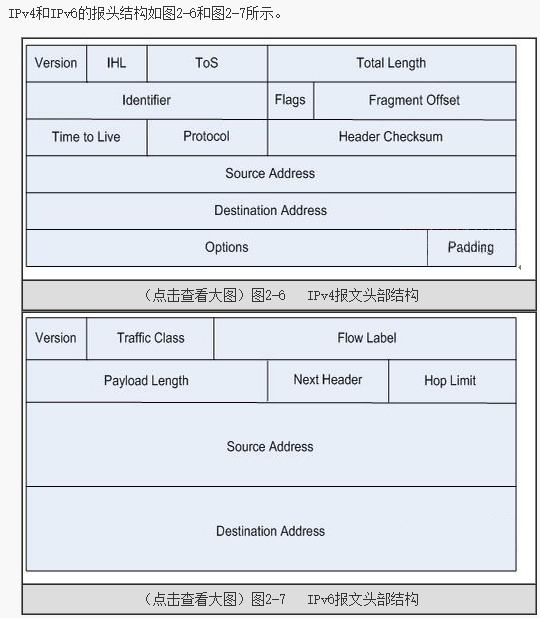 IPv4和IPv6的报头结构如图2-6和图2-7所示。
Version IHL ToS Total Length
Identifier Flags Fragment Offset
Time to Live Protocol Header Checksum
Source Address
Destination Address
Options Padding
(点击查看大图)图2-6 IPv4报文头部结构
Version Traffic Class Flow Label
Payload Length Next Header Hop Limit
Source Address
Destination Address
(点击查看大图)图2-7 IPv6报文头部结构